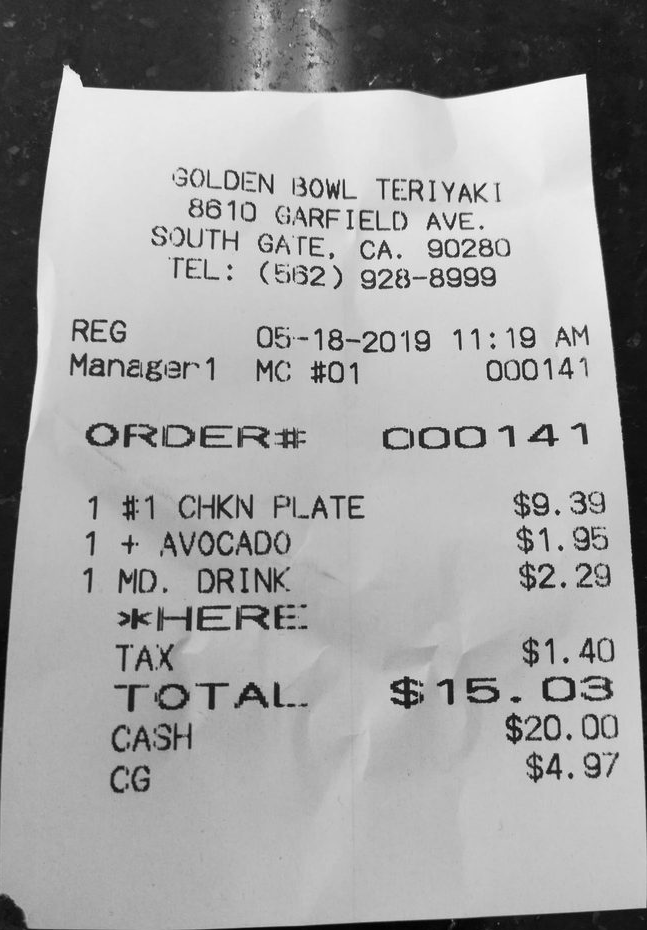 GOLDEN BOWL TERIYAKI
8610 GARFIELD AVE.
SOUTH GATE, CA. 90280
TEL: (562) 928-8999
REG 05-18-2019 11:19 AM
Manager1 MC #01 000141
ORDER# 000141
1 #1 CHKN PLATE $9.39
1 + AVOCADO $1.95
1 MD. DRINK $2.29
*HERE
TAX $1.40
TOTAL $15.03
CASH $20.00
CG $4.97